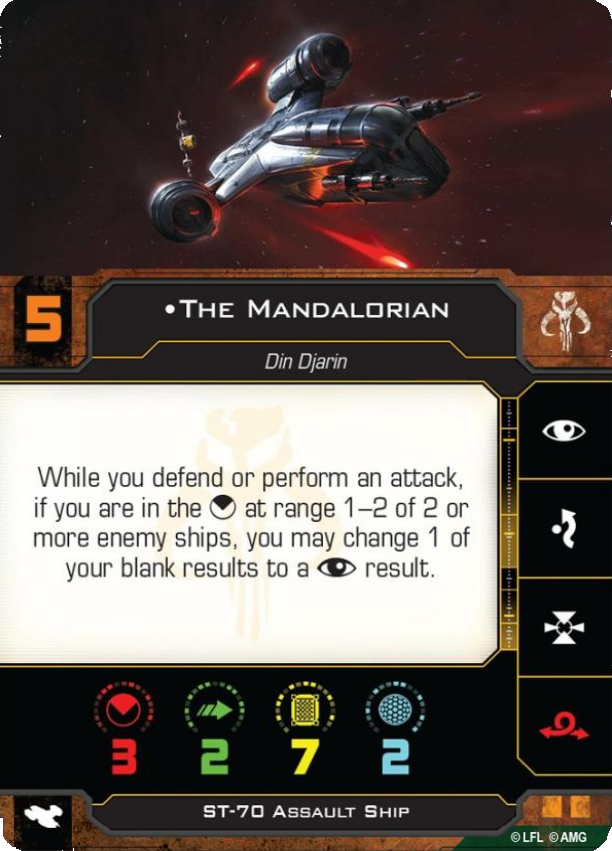 5
•The Mandalorian
Din Djarin
While you defend or perform an attack,
if you are in the at range 1–2 of 2 or
more enemy ships, you may change 1 of
your blank results to a result.
3 2 7 2
ST-70 Assault Ship
© LFL © AMG